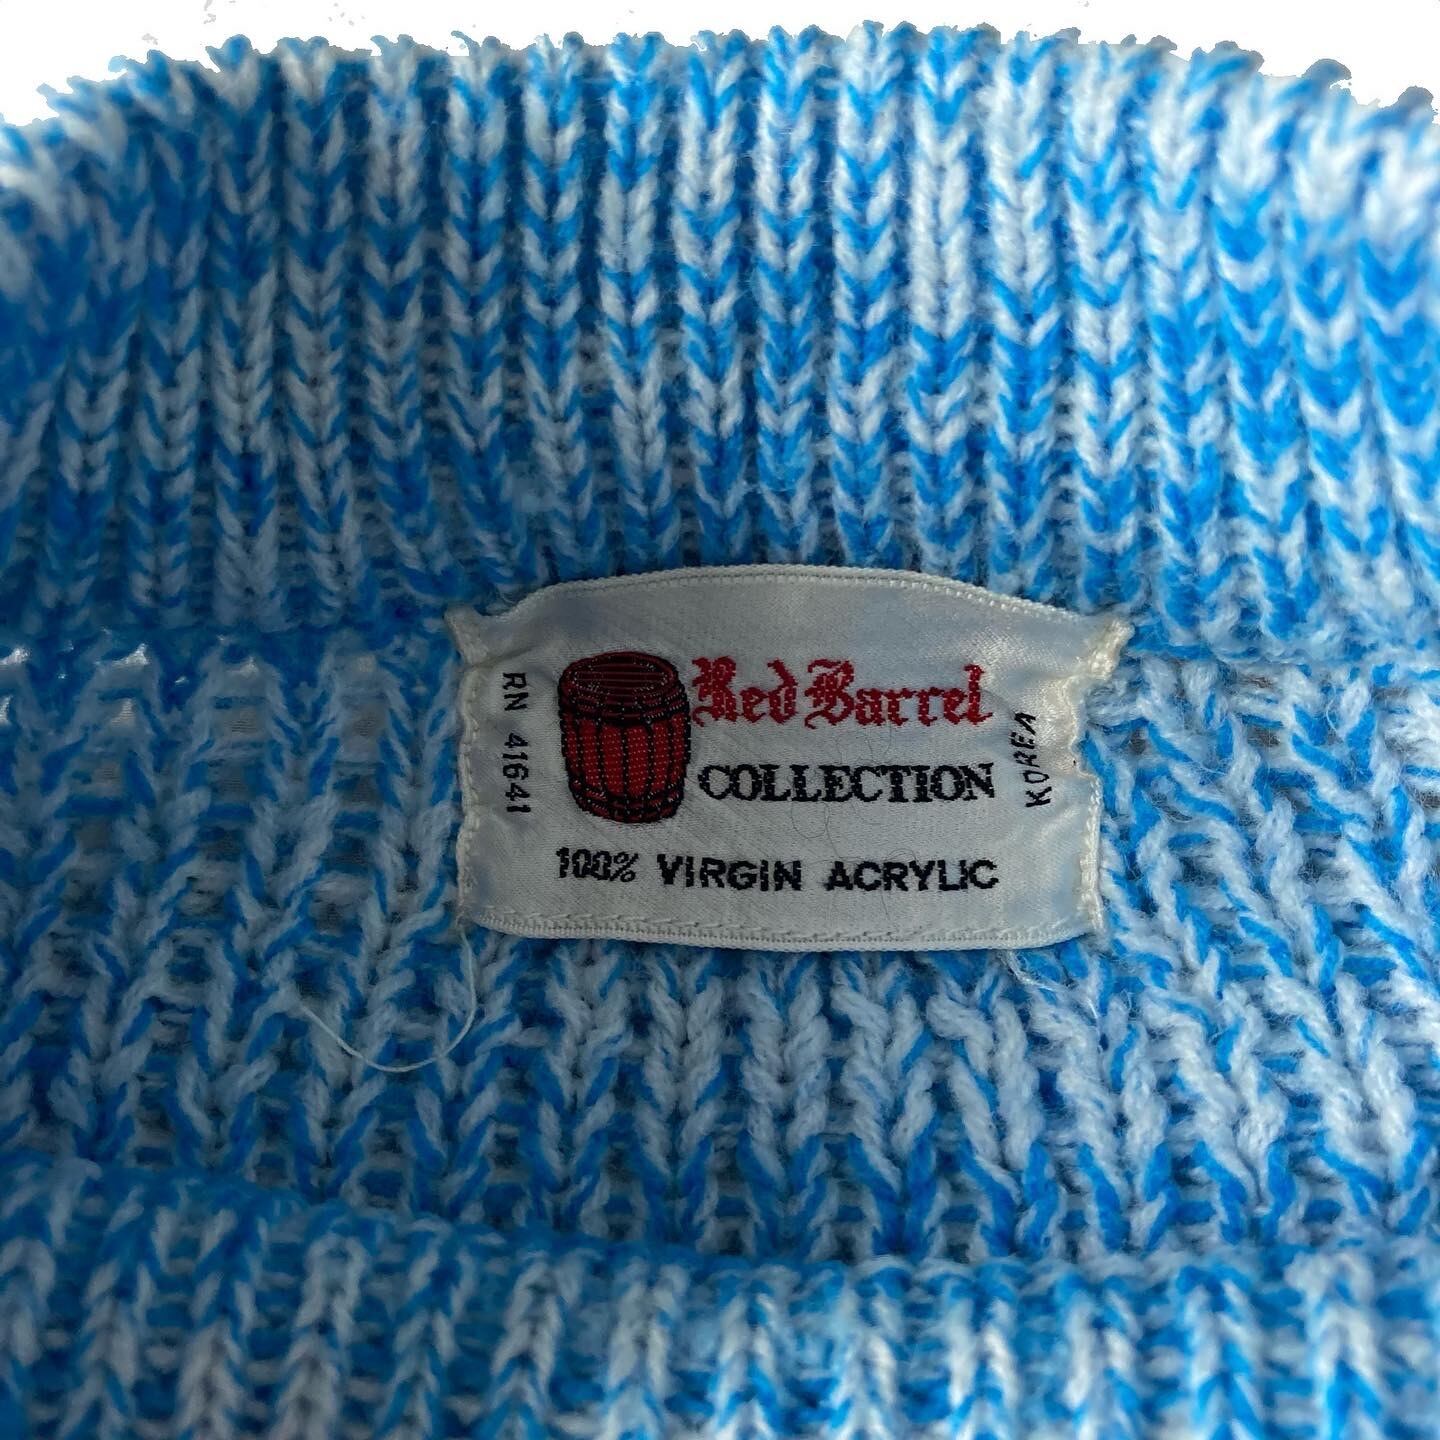 RN 41641
Red Barrel
COLLECTION
KOREA
100% VIRGIN ACRYLIC